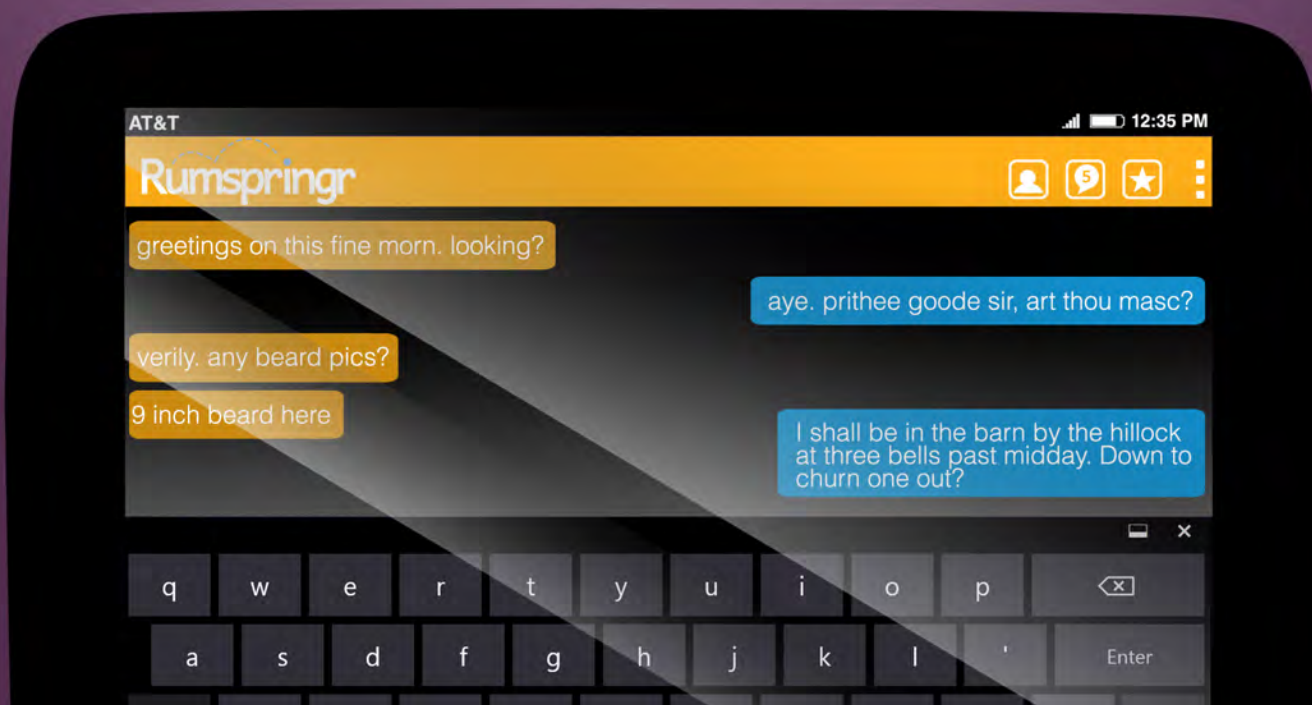 AT&T
12:35 PM
Rumspringr
5
greetings on this fine morn. looking?
aye. prithee goode sir, art thou masc?
verily. any beard pics?
9 inch beard here
I shall be in the barn by the hillock
at three bells past midday. Down to
churn one out?
q w e r t y u i o p
a s d f g h j k l ' Enter